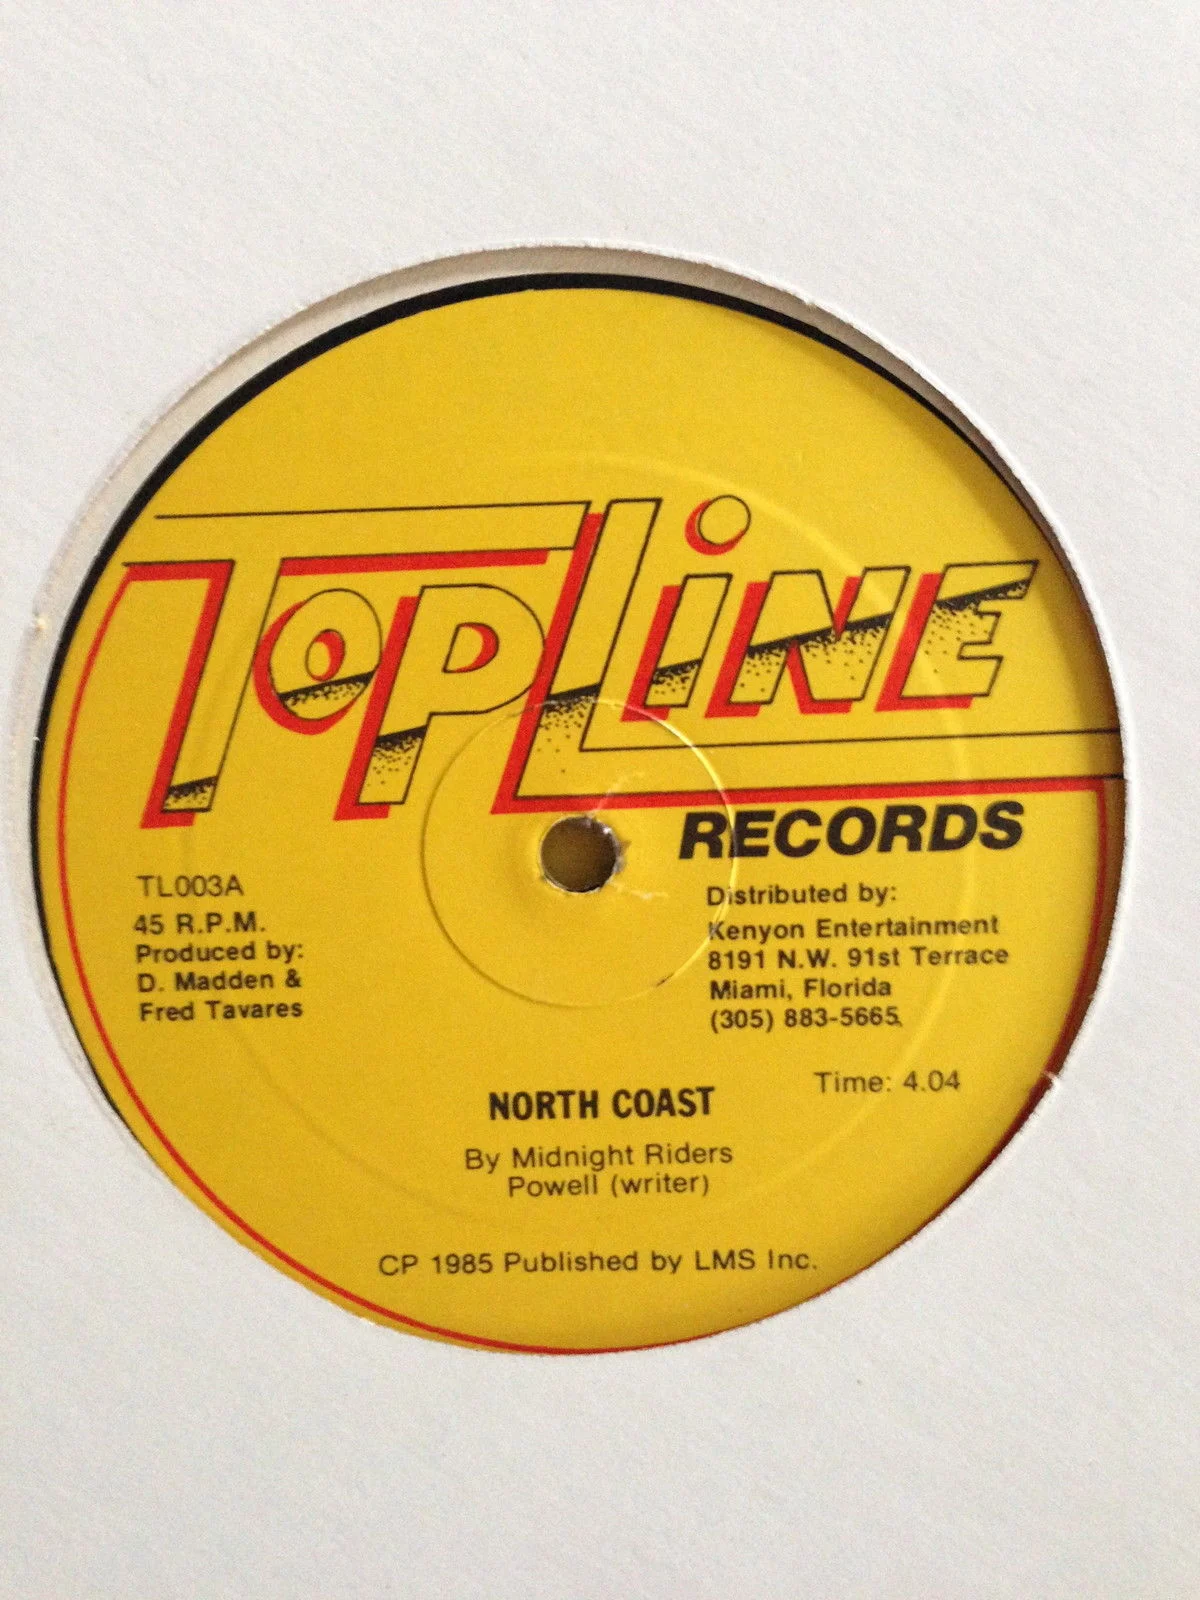 TOPLINE
RECORDS
TL003A
45 R.P.M.
Produced by:
D. Madden &
Fred Tavares
Distributed by:
Kenyon Entertainment
8191 N.W. 91st Terrace
Miami, Florida
(305) 883-5665
Time: 4.04
NORTH COAST
By Midnight Riders
Powell (writer)
CP 1985 Published by LMS Inc.